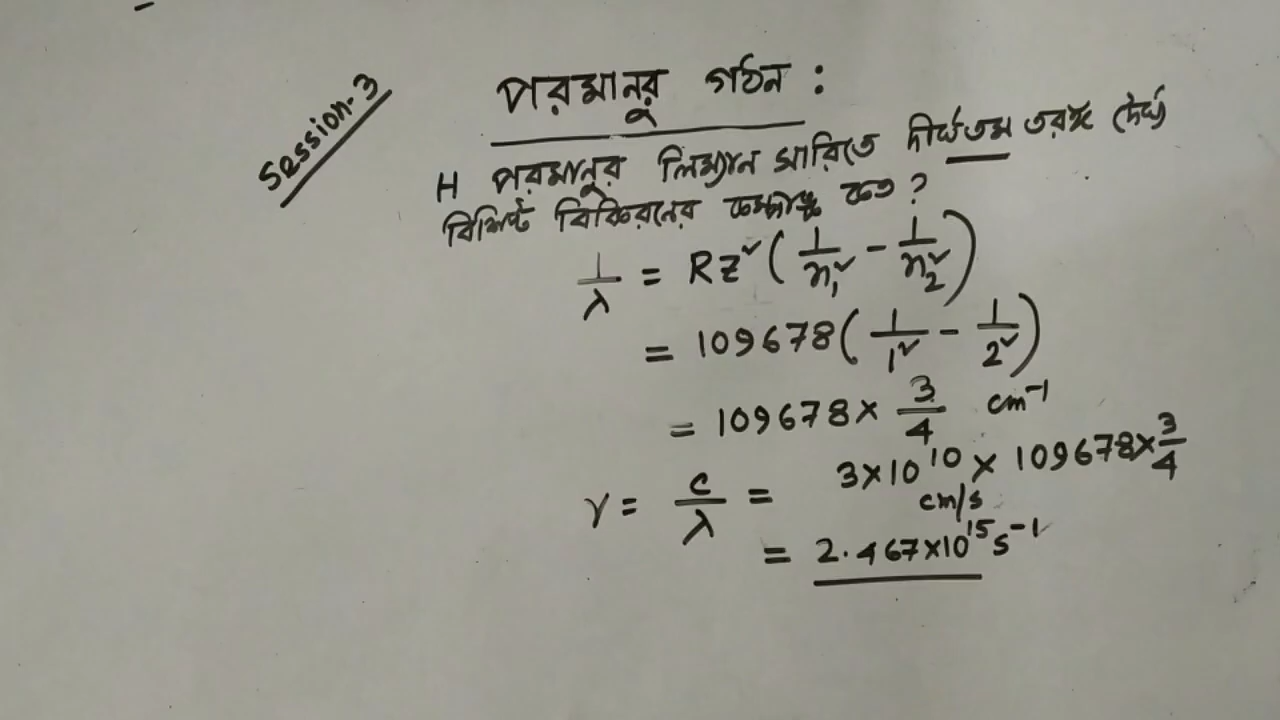 Session-3
পরমানুর গঠন :
H পরমানুর লিম্যান সারিতে দীর্ঘতম তরঙ্গ দৈর্ঘ্য
বিশিষ্ট বিকিরনের কম্পাঙ্ক কত ?
1/λ = RZ² (1/n₁² - 1/n₂²)
= 109678 (1/1² - 1/2²)
= 109678 × 3/4 cm⁻¹
ν = c/λ = 3×10¹⁰ cm/s × 109678 × 3/4
= 2.467×10¹⁵ s⁻¹